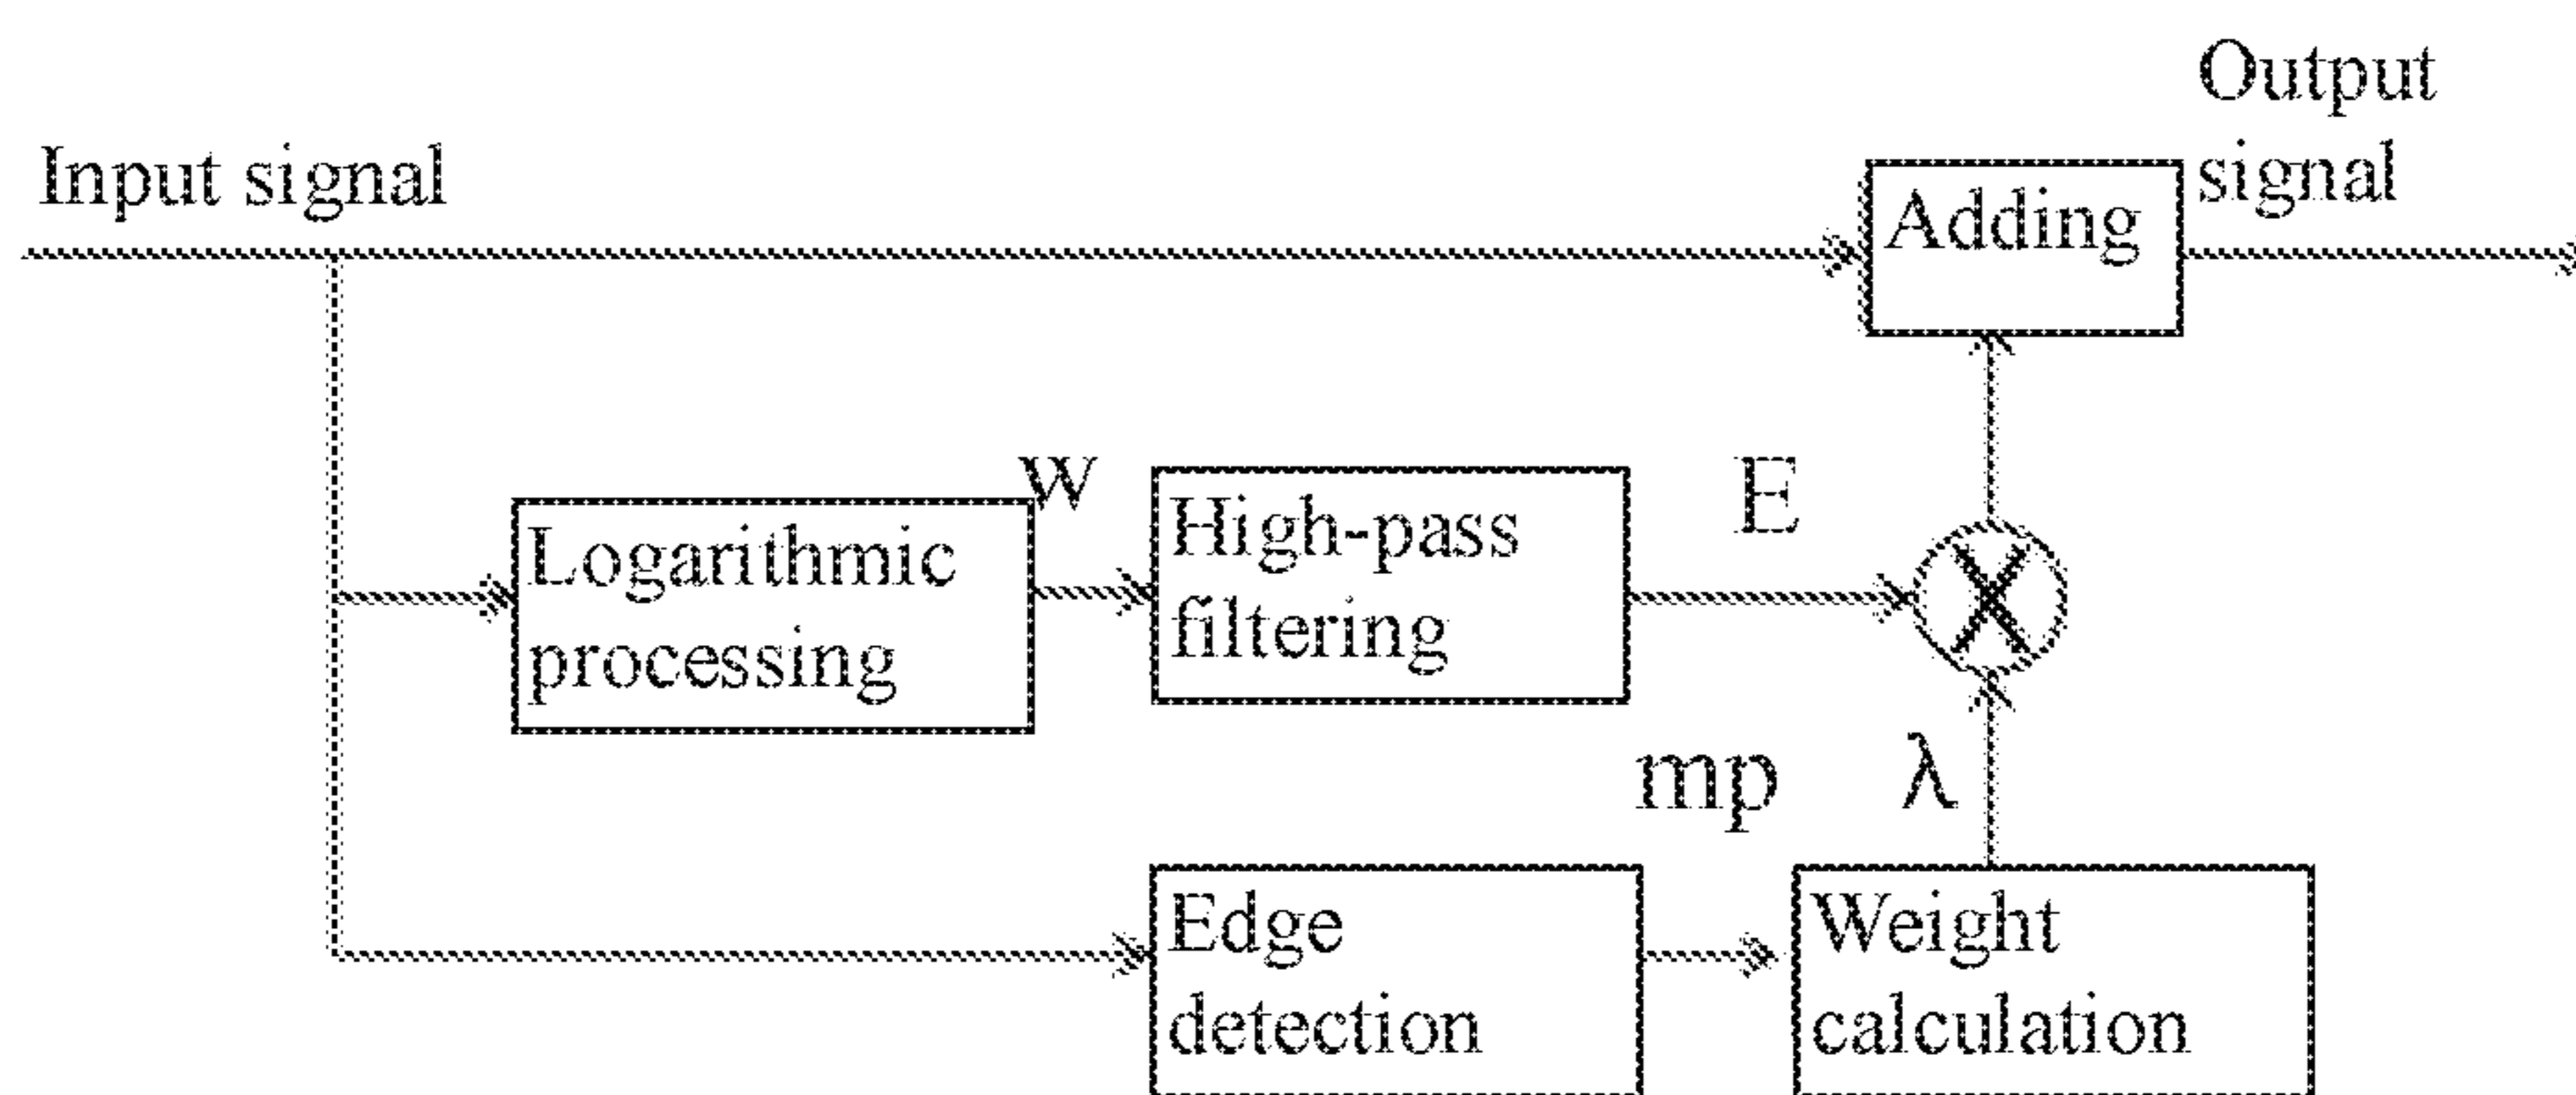 Output
signal
Input signal
Adding
W
E
Logarithmic
processing
High-pass
filtering
mp
λ
Edge
detection
Weight
calculation